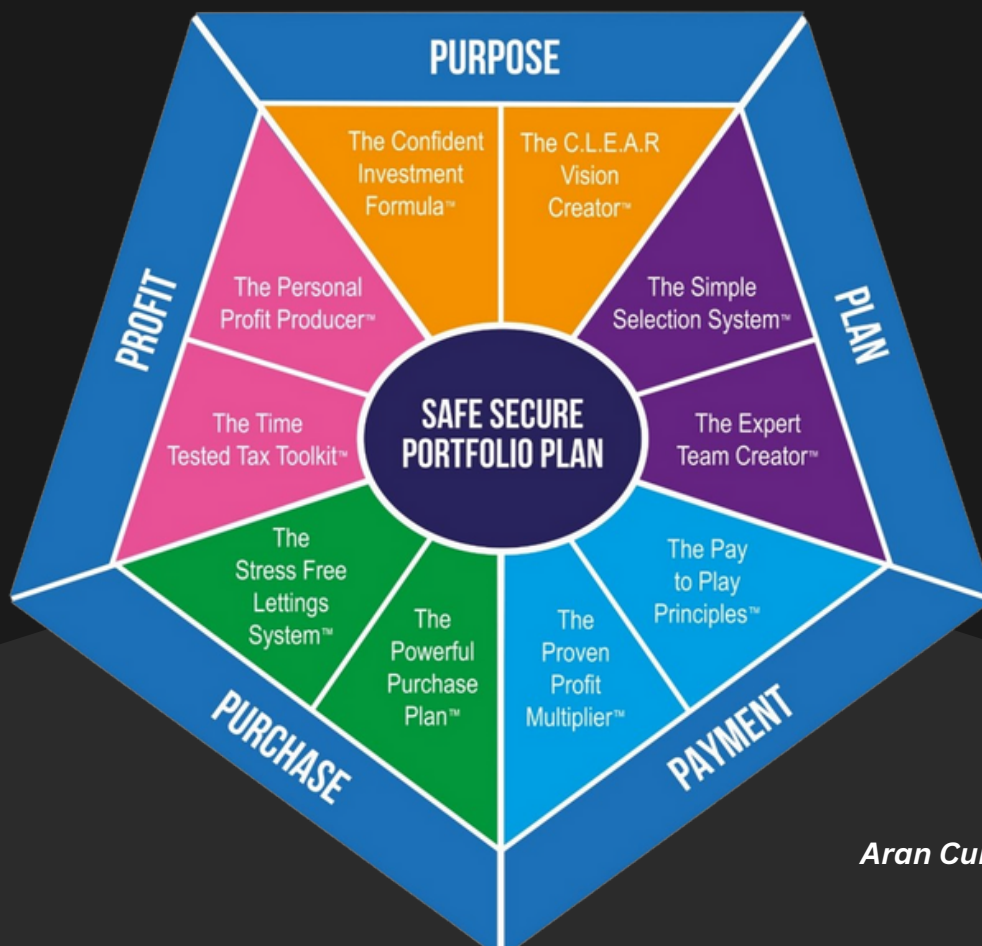 PURPOSE
The Confident
Investment
Formula™
The C.L.E.A.R
Vision
Creator™
PLAN
The Simple
Selection System™
The Expert
Team Creator™
PAYMENT
The Pay
to Play
Principles™
The
Proven
Profit
Multiplier™
PURCHASE
The
Powerful
Purchase
Plan™
The
Stress Free
Lettings
System™
PROFIT
The Time
Tested Tax Toolkit™
The Personal
Profit Producer™
SAFE SECURE
PORTFOLIO PLAN
Aran